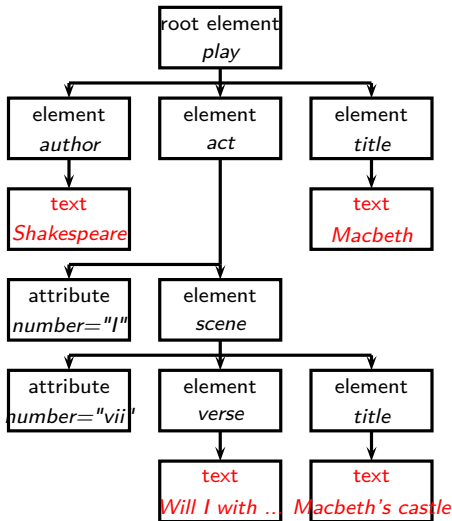 root element
play
element
author
element
act
element
title
text
Shakespeare
text
Macbeth
attribute
number="I"
element
scene
attribute
number="vii"
element
verse
element
title
text
Will I with ...
text
Macbeth's castle